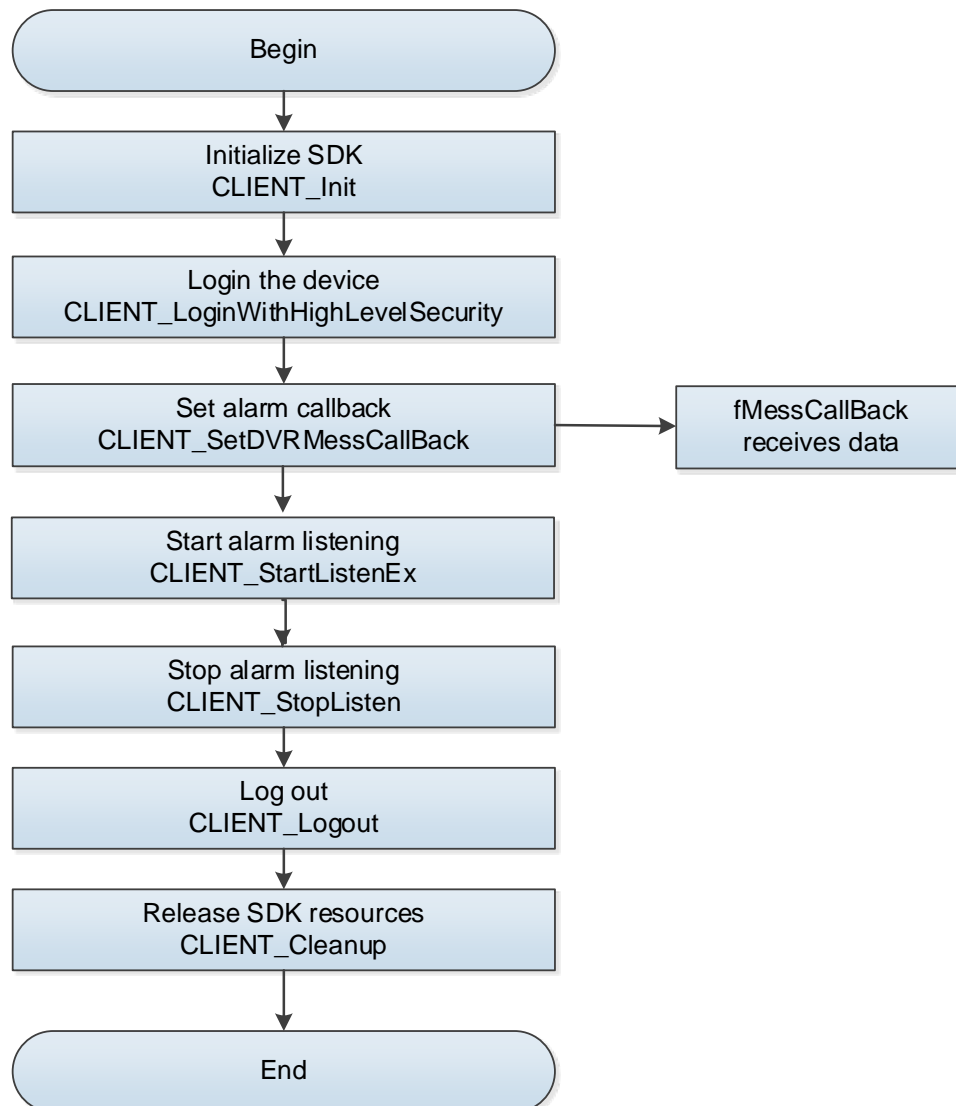 Begin
Initialize SDK
CLIENT_Init
Login the device
CLIENT_LoginWithHighLevelSecurity
Set alarm callback
CLIENT_SetDVRMessCallBack
fMessCallBack
receives data
Start alarm listening
CLIENT_StartListenEx
Stop alarm listening
CLIENT_StopListen
Log out
CLIENT_Logout
Release SDK resources
CLIENT_Cleanup
End